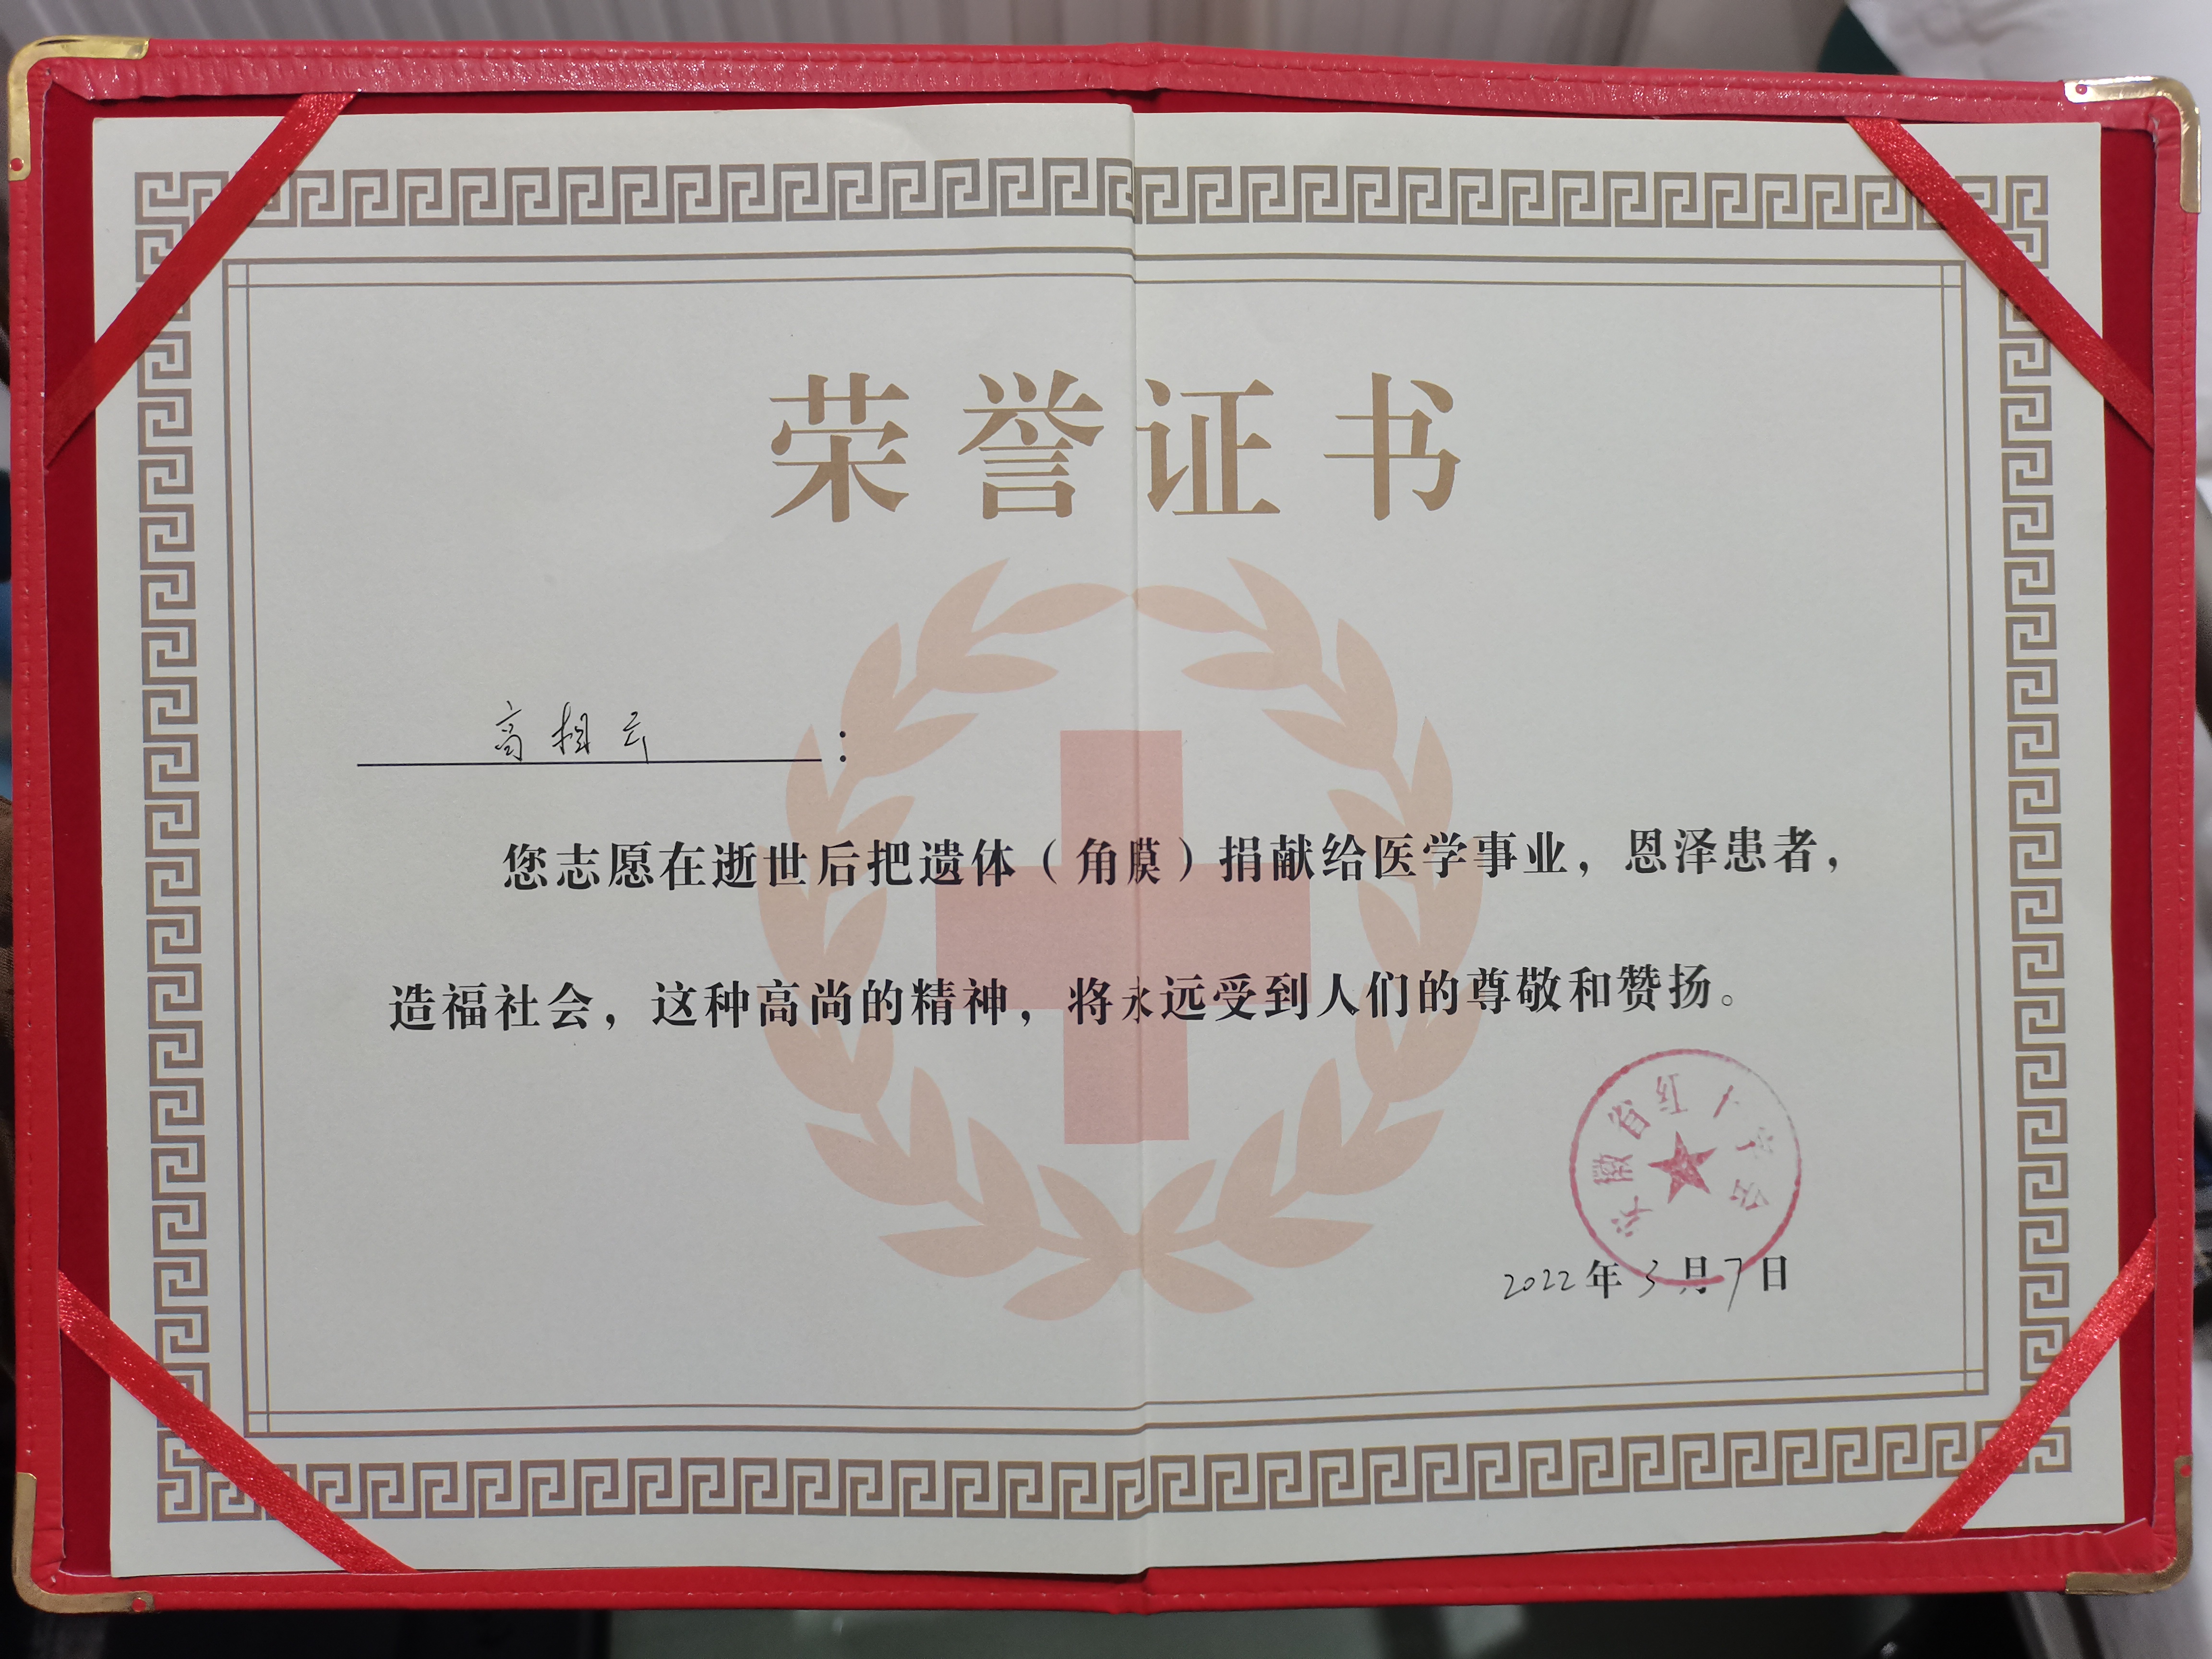 荣誉证书
高相云：
您志愿在逝世后把遗体（角膜）捐献给医学事业，恩泽患者，
造福社会，这种高尚的精神，将永远受到人们的尊敬和赞扬。
安徽省红十字会
2022年3月7日